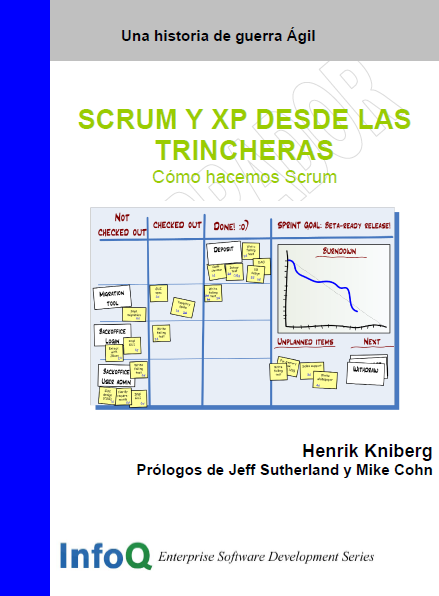 Una historia de guerra Ágil
BORRADOR
SCRUM Y XP DESDE LAS
TRINCHERAS
Cómo hacemos Scrum
NOT
CHECKED OUT
CHECKED OUT
DONE! :o)
SPRINT GOAL: BETA-READY RELEASE!
DEPOSIT
BURNDOWN
MIGRATION
TOOL
BACKOFFICE
LOGIN
UNPLANNED ITEMS
NEXT
BACKOFFICE
USER ADMIN
WITHDRAW
Henrik Kniberg
Prólogos de Jeff Sutherland y Mike Cohn
InfoQ Enterprise Software Development Series